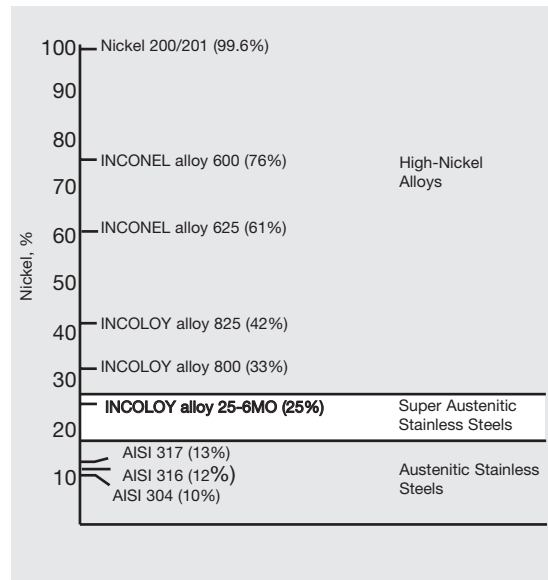 100
Nickel 200/201 (99.6%)
90
80
INCONEL alloy 600 (76%)
High-Nickel
Alloys
70
60
INCONEL alloy 625 (61%)
Nickel, %
50
40
INCOLOY alloy 825 (42%)
INCOLOY alloy 800 (33%)
30
INCOLOY alloy 25-6MO (25%)
Super Austenitic
Stainless Steels
20
AISI 317 (13%)
AISI 316 (12%)
AISI 304 (10%)
10
Austenitic Stainless
Steels